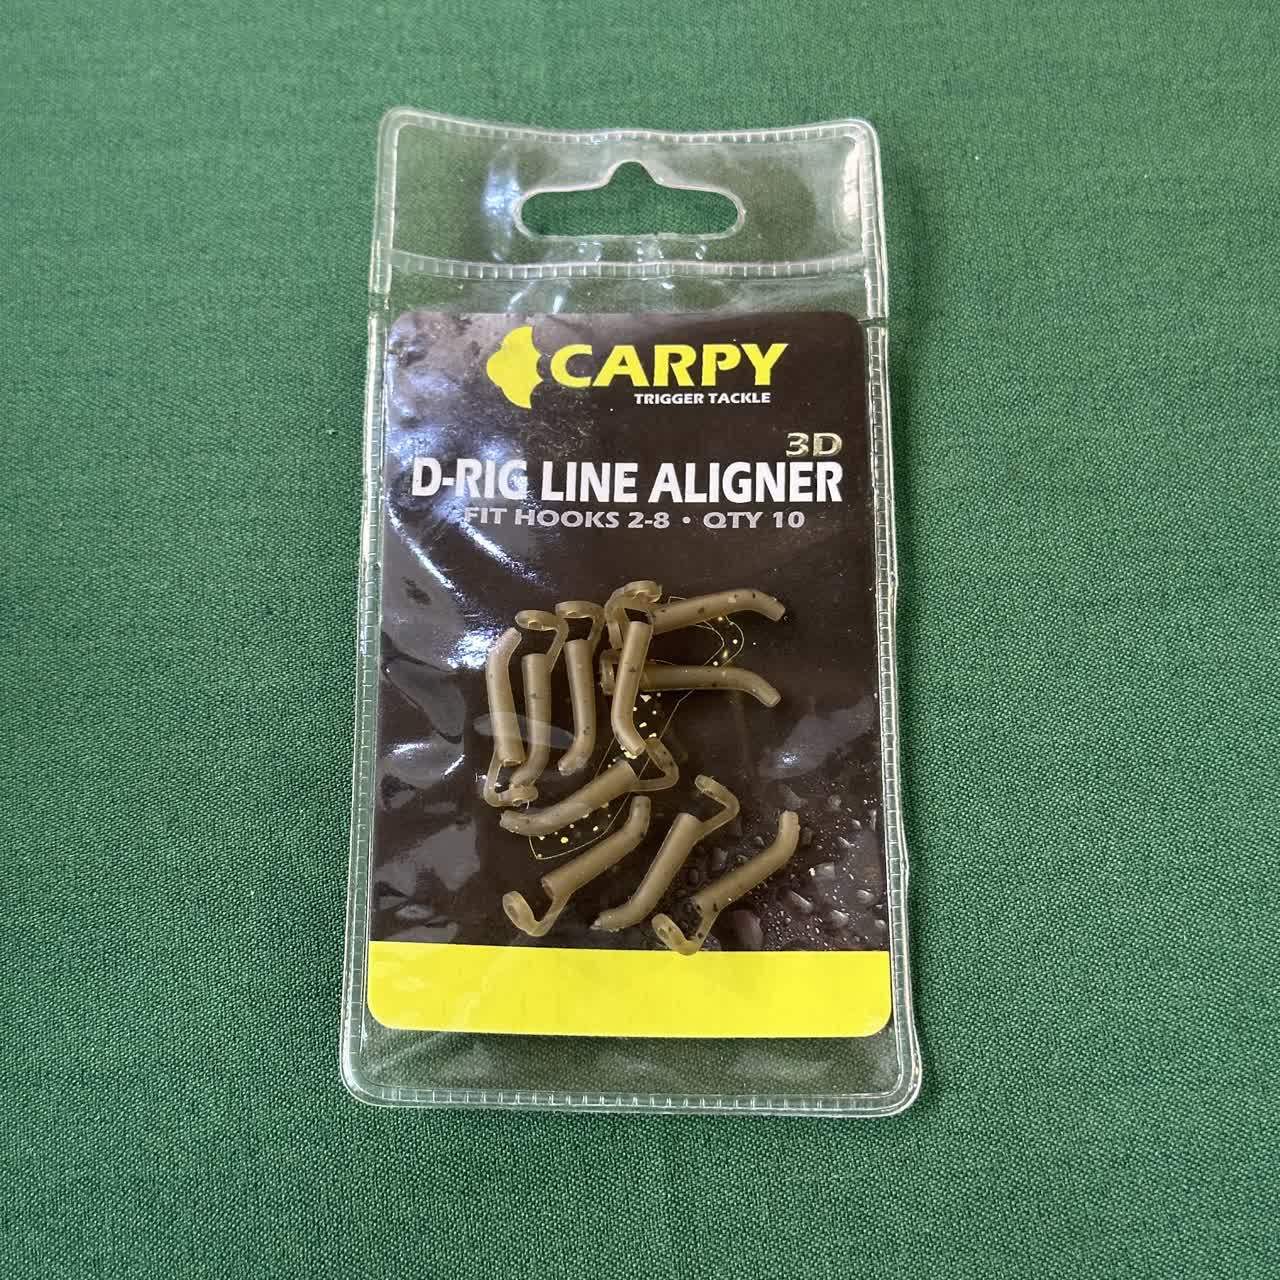 CARPY
TRIGGER TACKLE
3D
D-RIG LINE ALIGNER
FIT HOOKS 2-8 • QTY 10